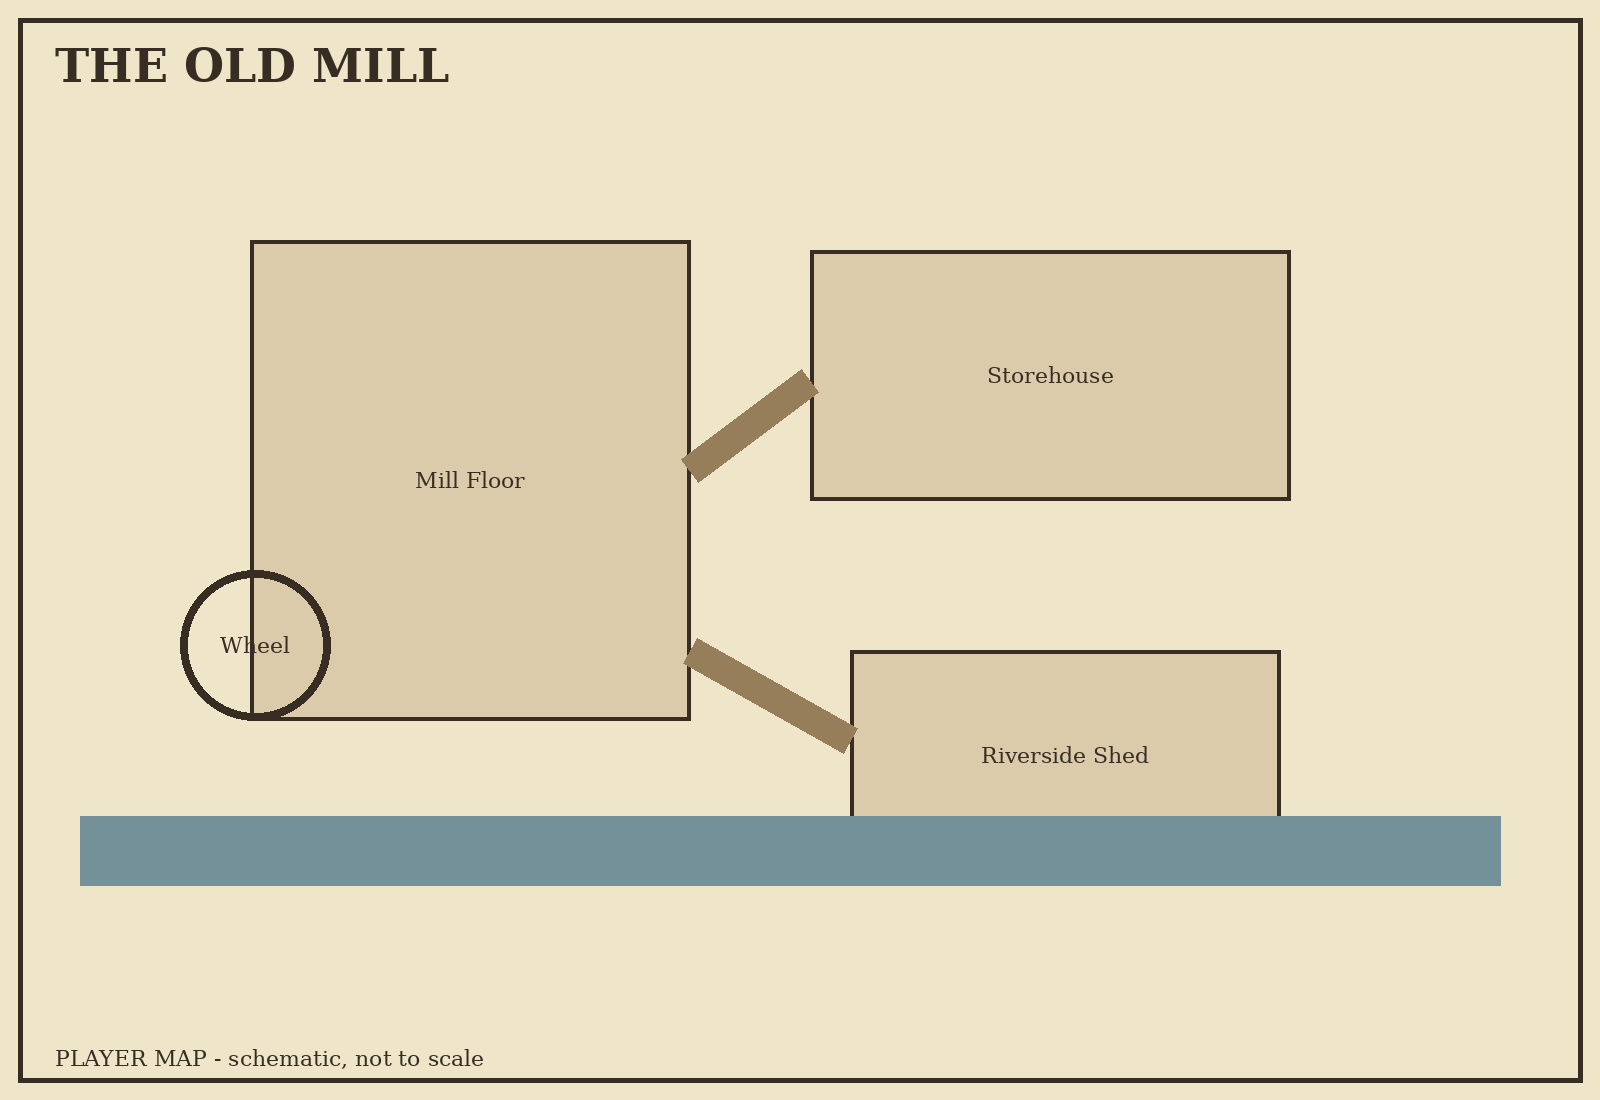 THE OLD MILL
Storehouse
Mill Floor
Wheel
Riverside Shed
PLAYER MAP - schematic, not to scale